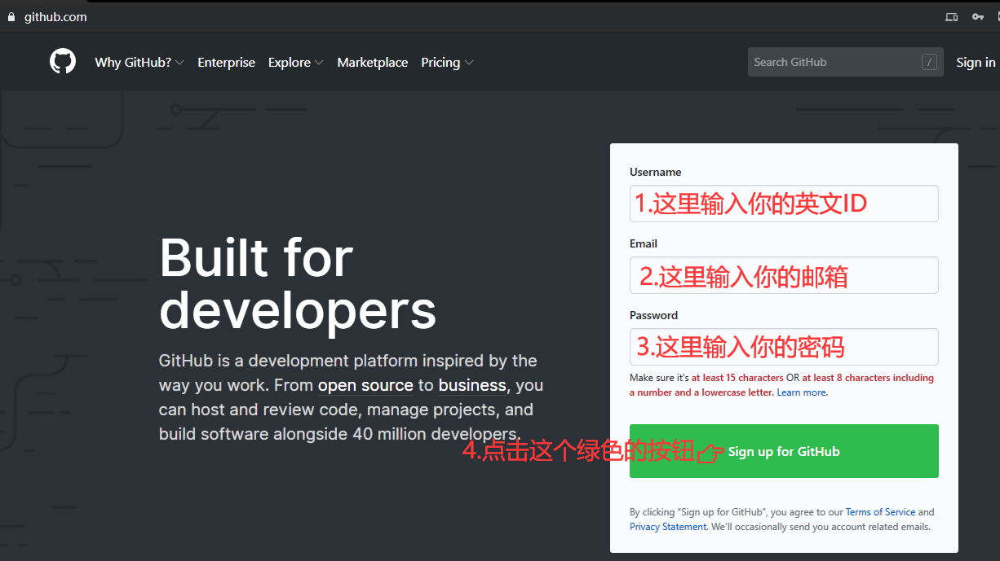 github.com
Why GitHub? Enterprise Explore Marketplace Pricing
Search GitHub /
Sign in
Built for
developers
GitHub is a development platform inspired by the
way you work. From open source to business, you
can host and review code, manage projects, and
build software alongside 40 million developers.
Username
1.这里输入你的英文ID
Email
2.这里输入你的邮箱
Password
3.这里输入你的密码
Make sure it's at least 15 characters OR at least 8 characters including
a number and a lowercase letter. Learn more.
4.点击这个绿色的按钮
Sign up for GitHub
By clicking “Sign up for GitHub”, you agree to our Terms of Service and
Privacy Statement. We’ll occasionally send you account related emails.